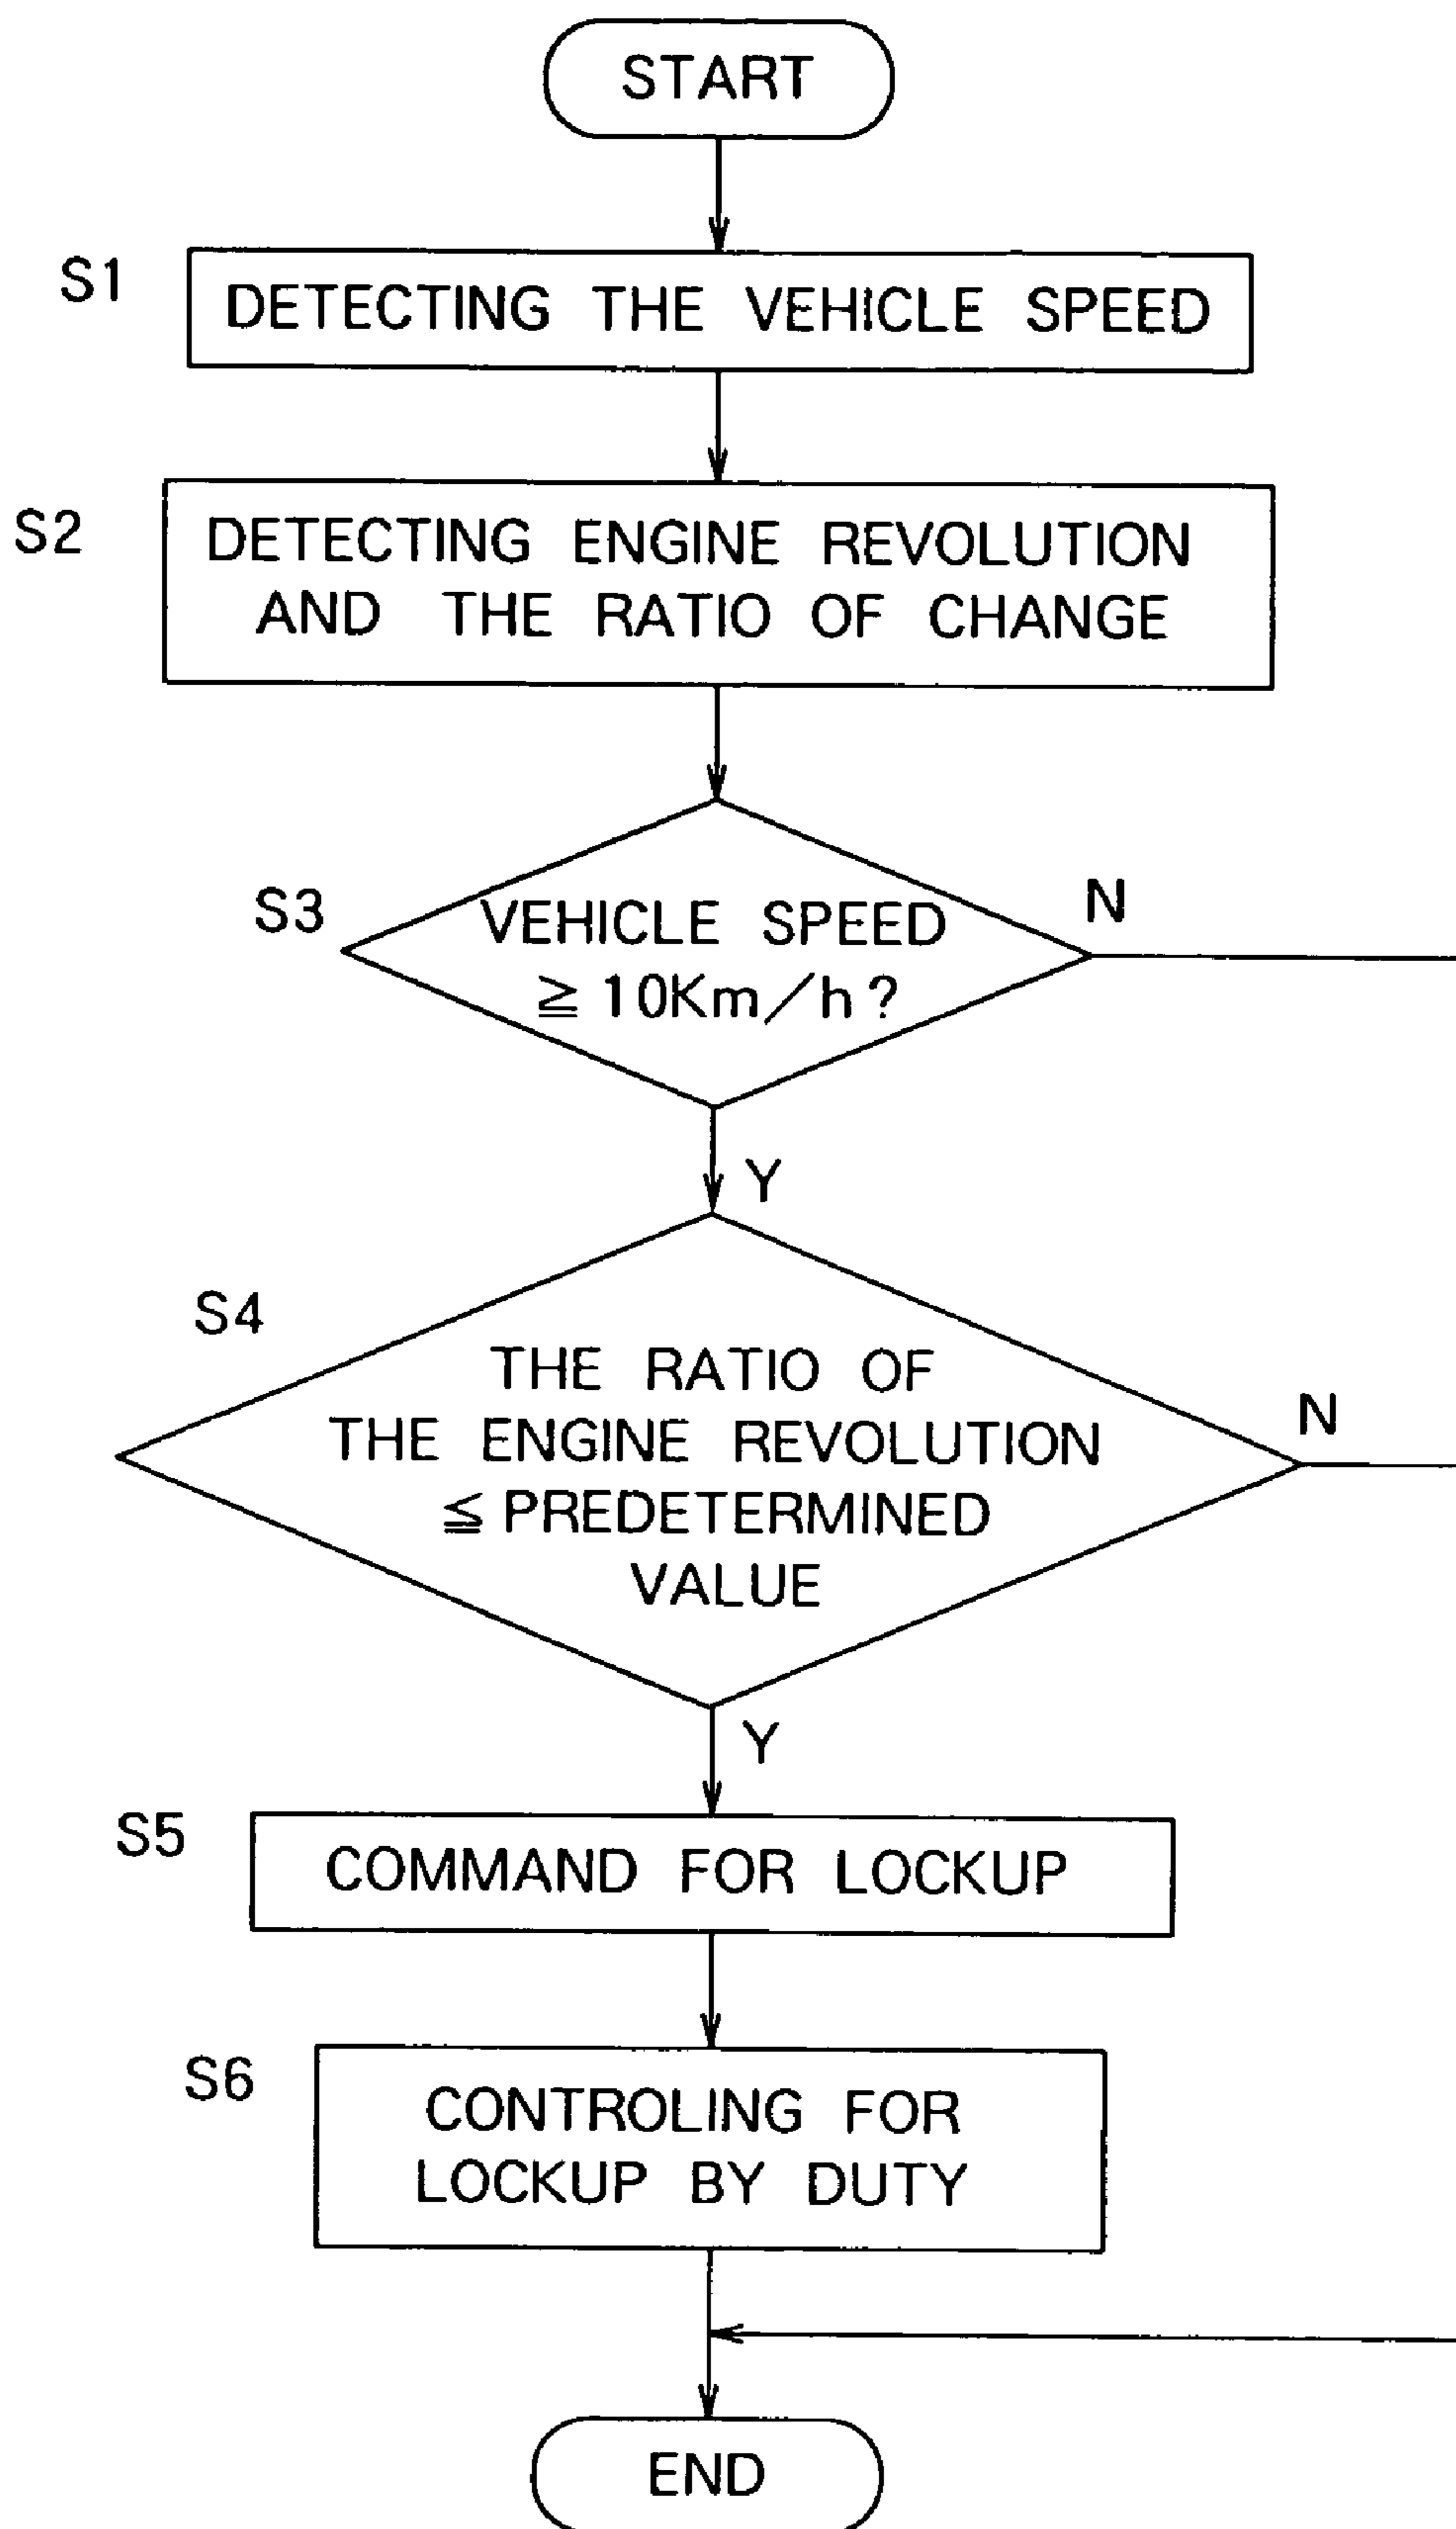 START
S1
DETECTING THE VEHICLE SPEED
S2
DETECTING ENGINE REVOLUTION
AND THE RATIO OF CHANGE
S3
VEHICLE SPEED
≧ 10Km/h?
N
Y
S4
THE RATIO OF
THE ENGINE REVOLUTION
≦ PREDETERMINED
VALUE
N
Y
S5
COMMAND FOR LOCKUP
S6
CONTROLING FOR
LOCKUP BY DUTY
END